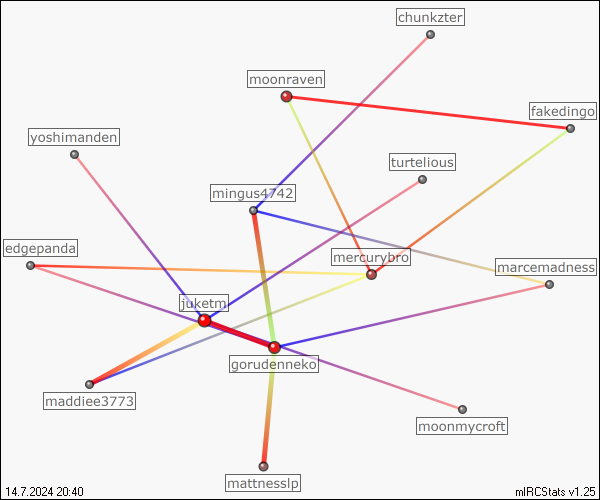 chunkzter
moonraven
fakedingo
yoshimanden
turtelious
mingus4742
edgepanda
mercurybro
marcemadness
juketm
gorudenneko
maddiee3773
moonmycroft
mattnesslp
14.7.2024 20:40
mIRCStats v1.25